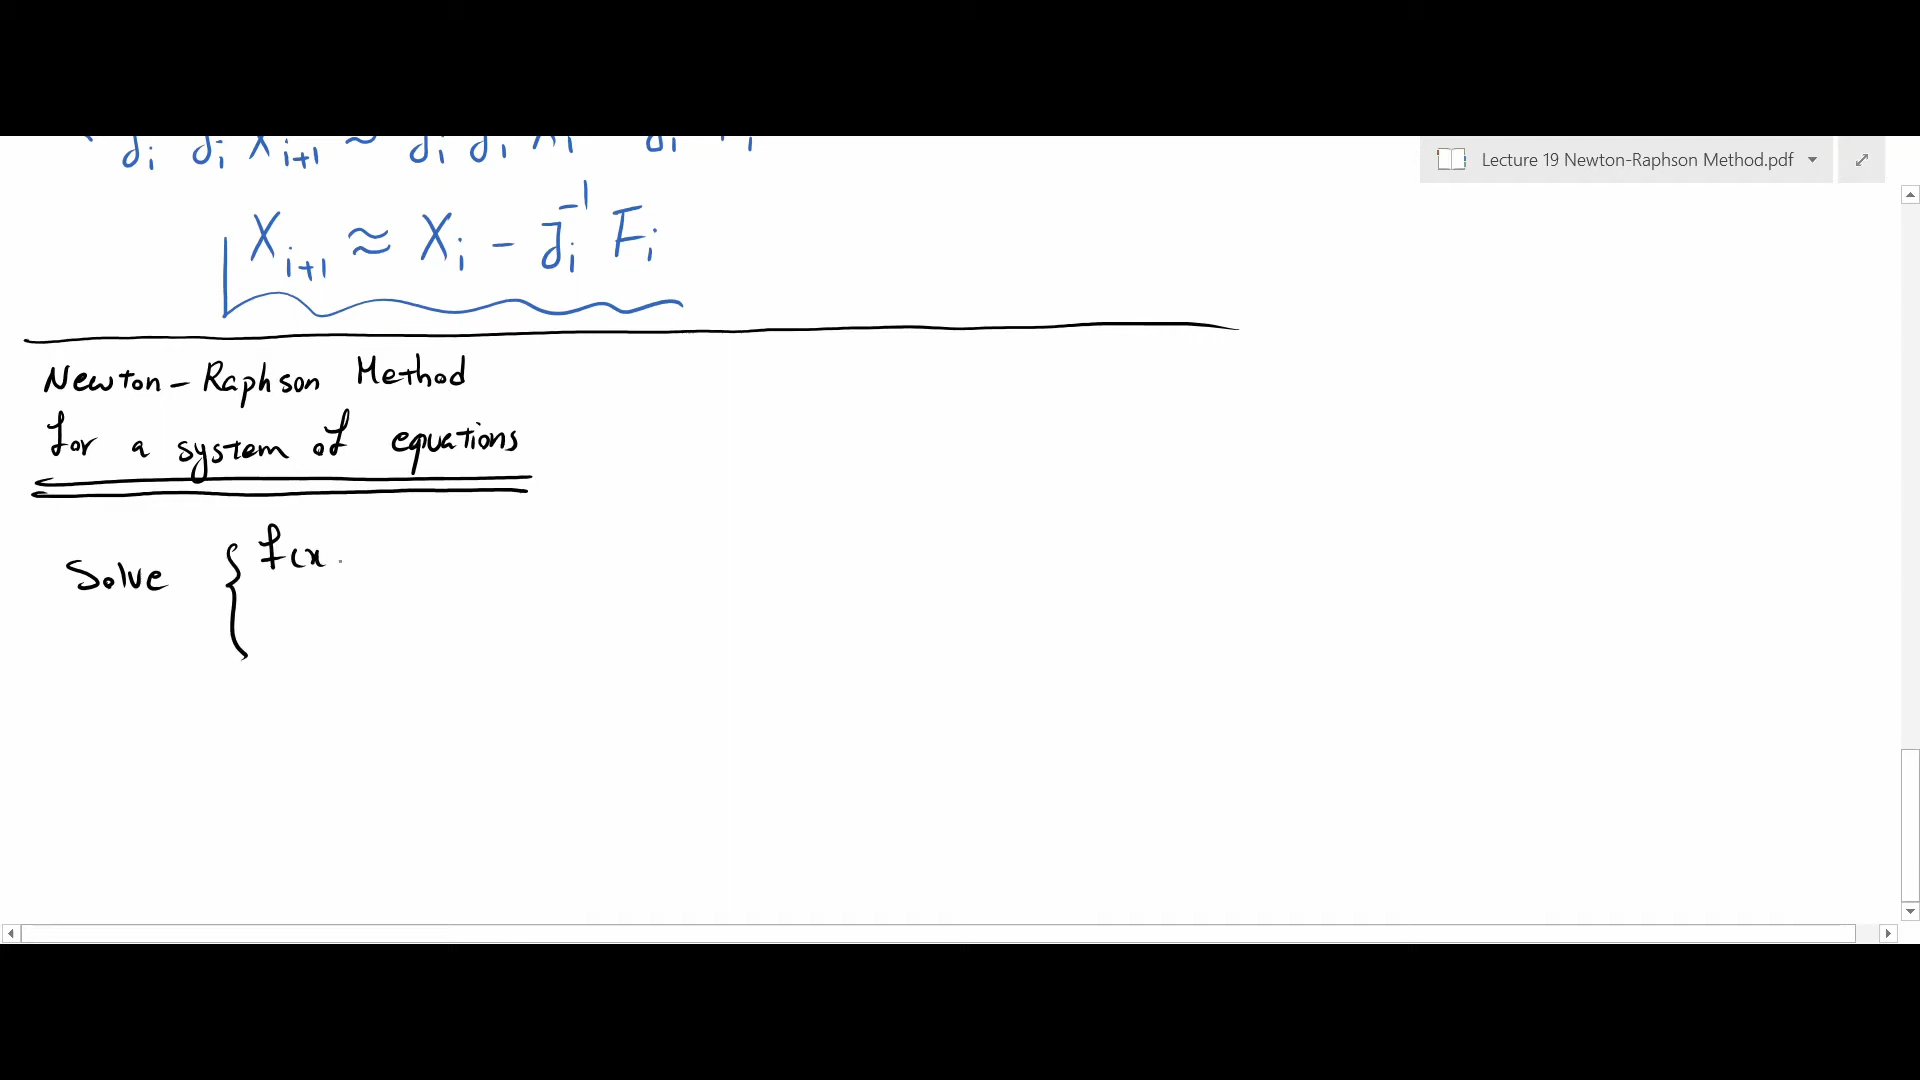 Lecture 19 Newton-Raphson Method.pdf
X_{i+1} ≈ X_i - J_i^{-1} F_i
Newton-Raphson Method
for a system of equations
Solve { f(x